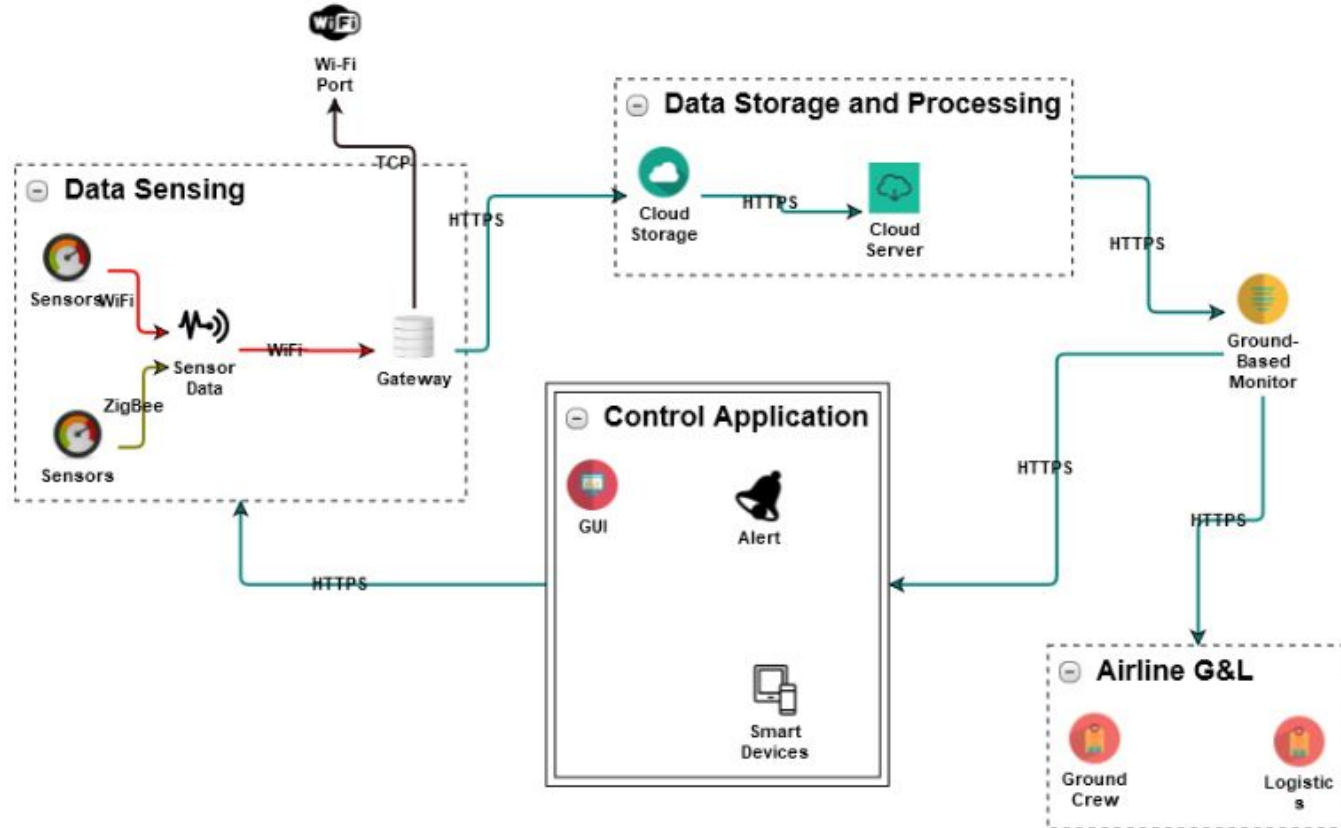 WiFi
Wi-Fi
Port
TCP
Data Sensing
Sensors
WiFi
Sensor
Data
WiFi
Gateway
ZigBee
Sensors
HTTPS
Data Storage and Processing
Cloud
Storage
HTTPS
Cloud
Server
HTTPS
Ground-
Based
Monitor
Control Application
GUI
Alert
Smart
Devices
HTTPS
HTTPS
HTTPS
Airline G&L
Ground
Crew
Logistic
s